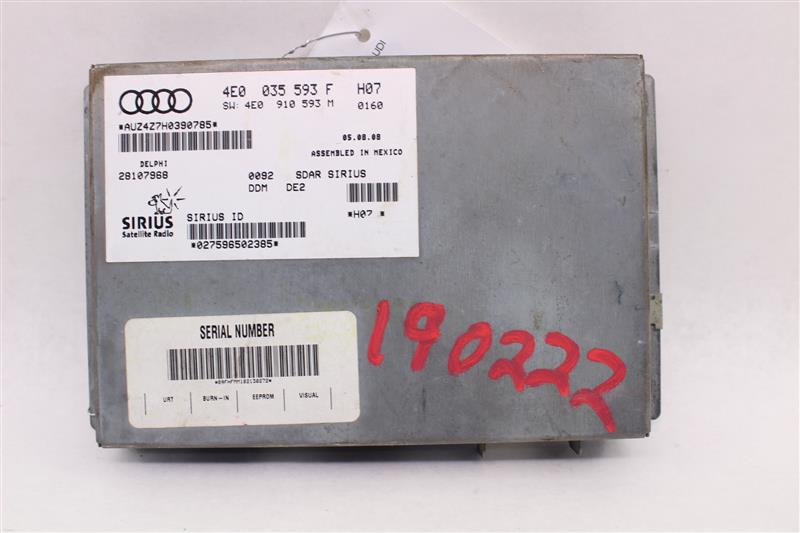 AUDI
4E0 035 593 F H07
SW: 4E0 910 593 M 0160
*AUZ4Z7H0390785*
05.08.08
ASSEMBLED IN MEXICO
DELPHI
28107968 0092 SDAR SIRIUS
DDM DE2
SIRIUS
Satellite Radio
SIRIUS ID
*H07 *
*027596502385*
SERIAL NUMBER
URT BURN-IN EEPROM VISUAL
190222